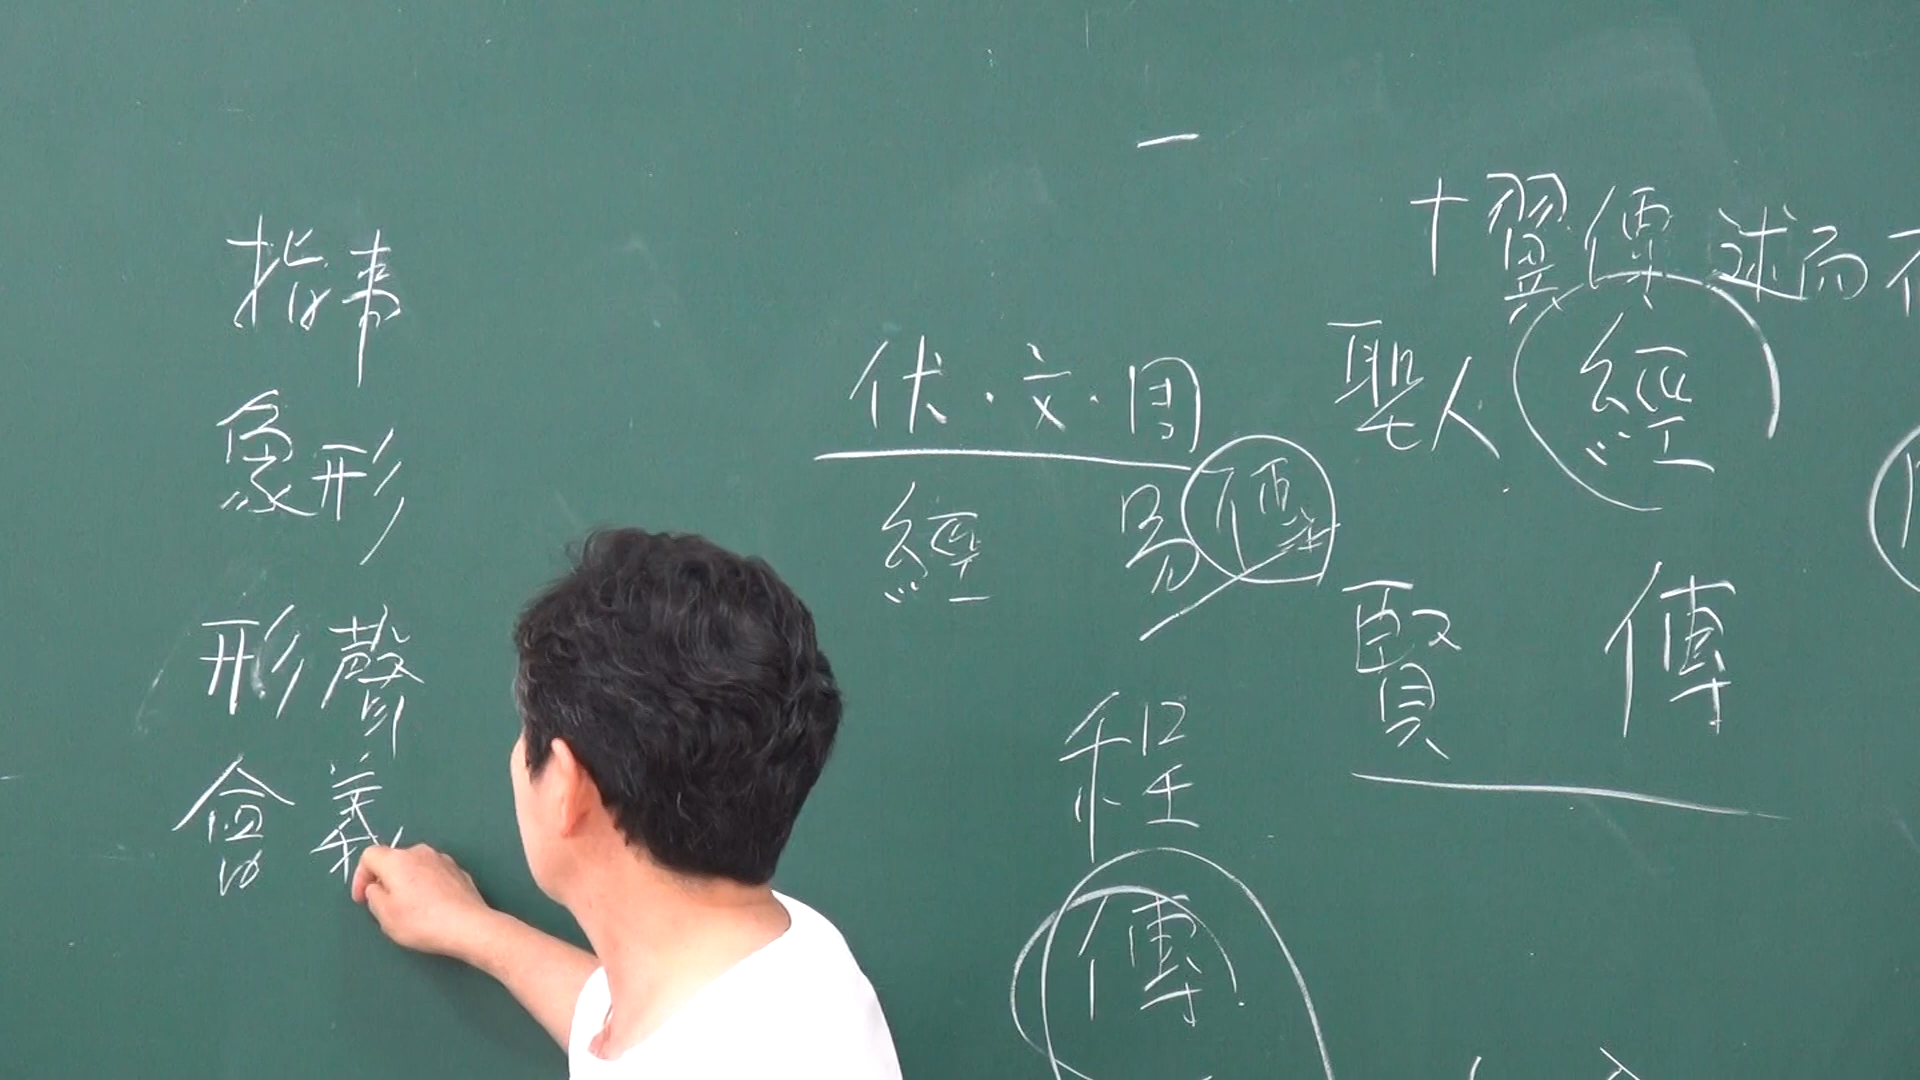 指事
象形
形聲
會義
一
伏·文·周
經 易傳
程
傳
十翼傳 述而不
聖人 經
賢 傳